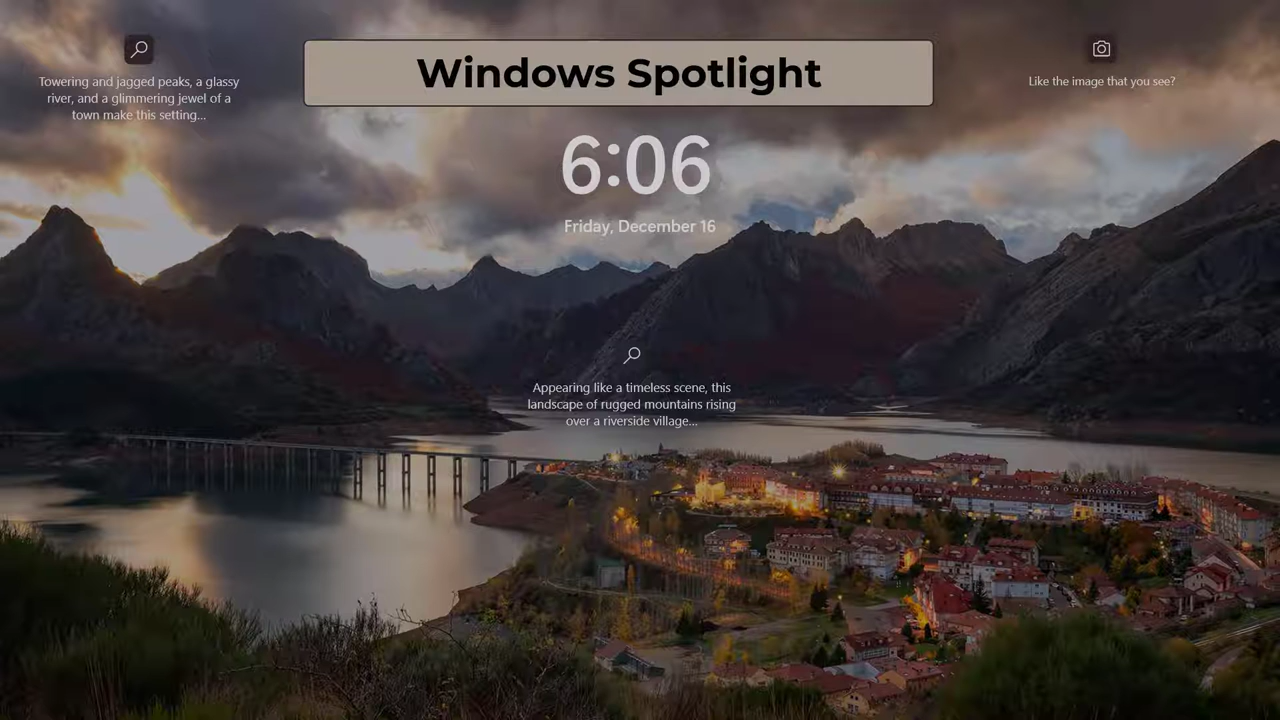 Windows Spotlight
Towering and jagged peaks, a glassy
river, and a glimmering jewel of a
town make this setting...
Like the image that you see?
6:06
Friday, December 16
Appearing like a timeless scene, this
landscape of rugged mountains rising
over a riverside village...